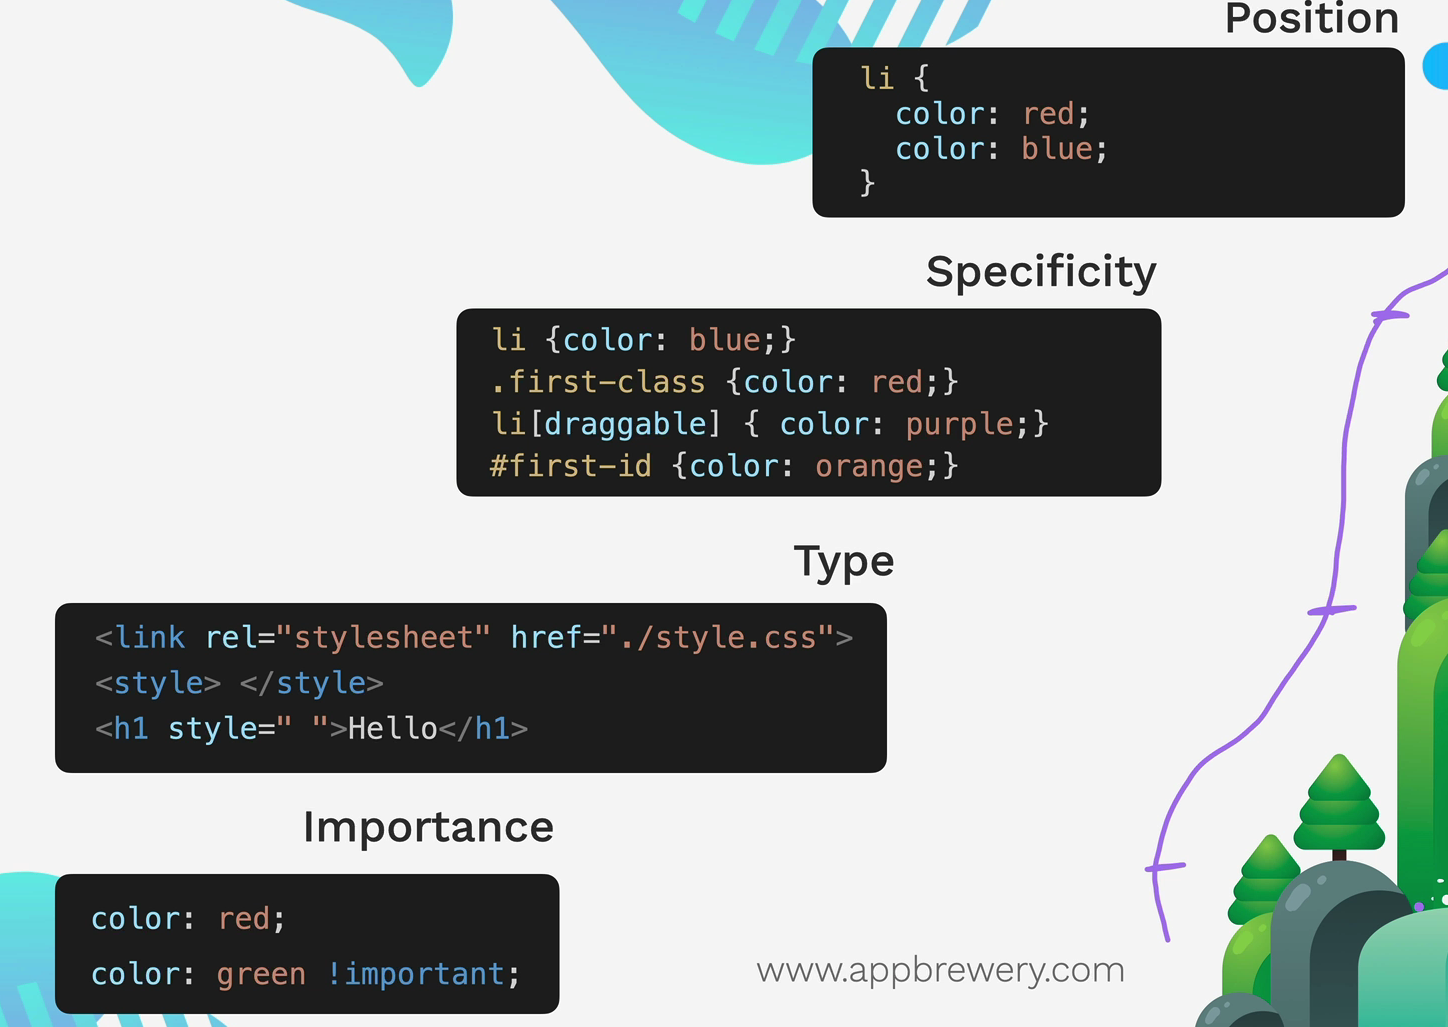 Position
li {
  color: red;
  color: blue;
}
Specificity
li {color: blue;}
.first-class {color: red;}
li[draggable] { color: purple;}
#first-id {color: orange;}
Type
<link rel="stylesheet" href="./style.css">
<style> </style>
<h1 style=" ">Hello</h1>
Importance
color: red;
color: green !important;
www.appbrewery.com